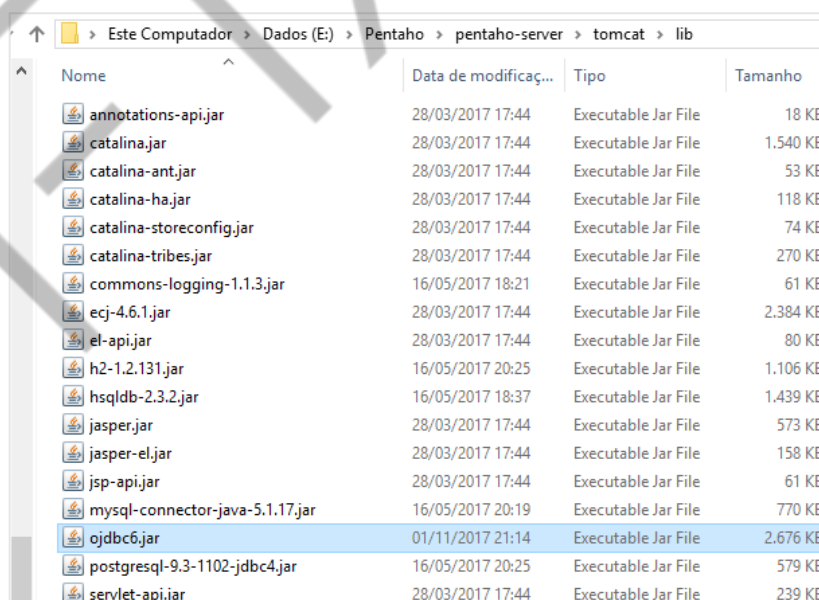 Este Computador > Dados (E:) > Pentaho > pentaho-server > tomcat > lib
Nome Data de modificaç... Tipo Tamanho
annotations-api.jar 28/03/2017 17:44 Executable Jar File 18 KB
catalina.jar 28/03/2017 17:44 Executable Jar File 1.540 KB
catalina-ant.jar 28/03/2017 17:44 Executable Jar File 53 KB
catalina-ha.jar 28/03/2017 17:44 Executable Jar File 118 KB
catalina-storeconfig.jar 28/03/2017 17:44 Executable Jar File 74 KB
catalina-tribes.jar 28/03/2017 17:44 Executable Jar File 270 KB
commons-logging-1.1.3.jar 16/05/2017 18:21 Executable Jar File 61 KB
ecj-4.6.1.jar 28/03/2017 17:44 Executable Jar File 2.384 KB
el-api.jar 28/03/2017 17:44 Executable Jar File 80 KB
h2-1.2.131.jar 16/05/2017 20:25 Executable Jar File 1.106 KB
hsqldb-2.3.2.jar 16/05/2017 18:37 Executable Jar File 1.439 KB
jasper.jar 28/03/2017 17:44 Executable Jar File 573 KB
jasper-el.jar 28/03/2017 17:44 Executable Jar File 158 KB
jsp-api.jar 28/03/2017 17:44 Executable Jar File 61 KB
mysql-connector-java-5.1.17.jar 16/05/2017 20:19 Executable Jar File 770 KB
ojdbc6.jar 01/11/2017 21:14 Executable Jar File 2.676 KB
postgresql-9.3-1102-jdbc4.jar 16/05/2017 20:25 Executable Jar File 579 KB
servlet-api.jar 28/03/2017 17:44 Executable Jar File 239 KB